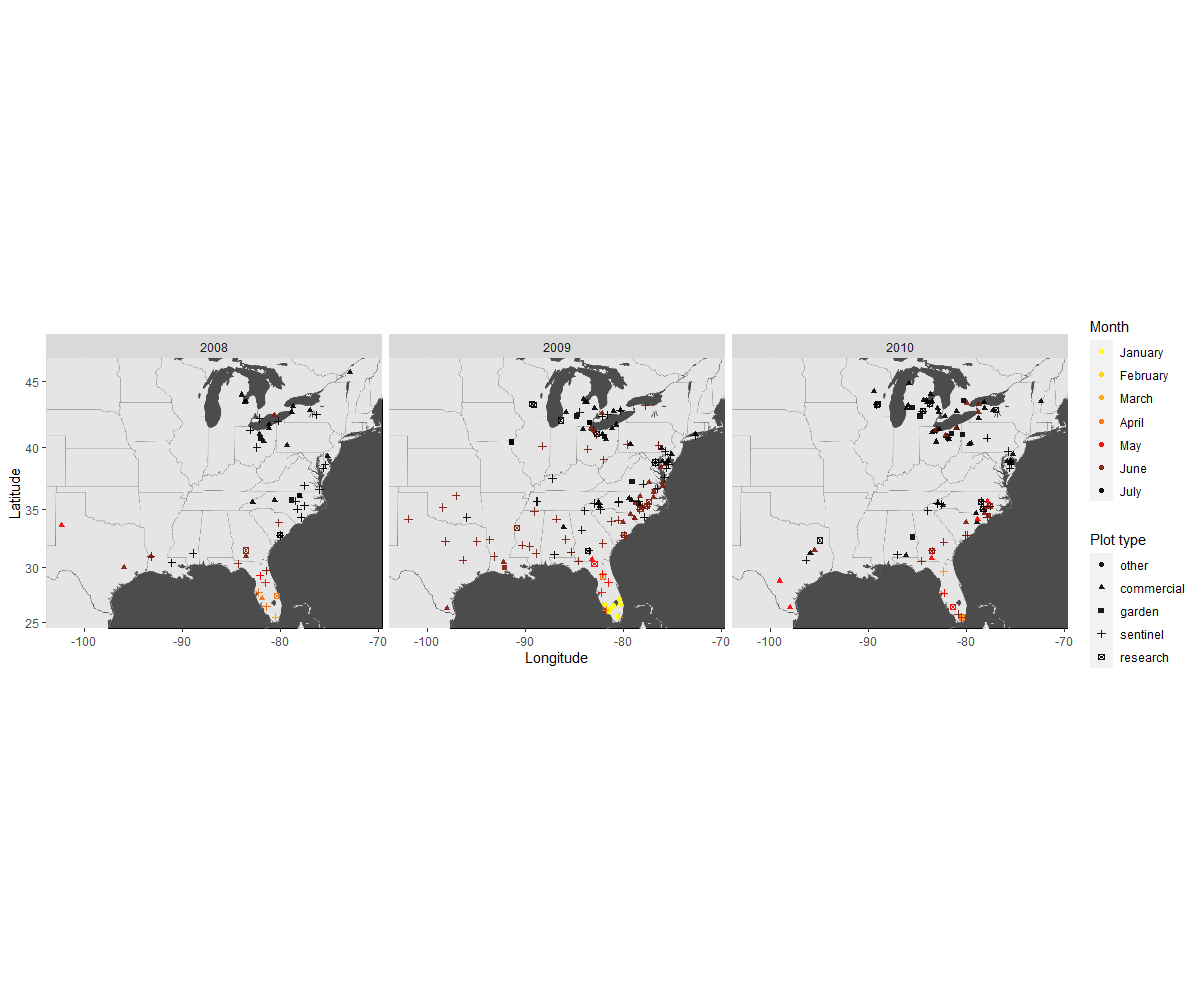 2008 2009 2010
45
40
35
30
25
Latitude
-100 -90 -80 -70 -100 -90 -80 -70 -100 -90 -80 -70
Longitude
Month
January
February
March
April
May
June
July
Plot type
other
commercial
garden
sentinel
research